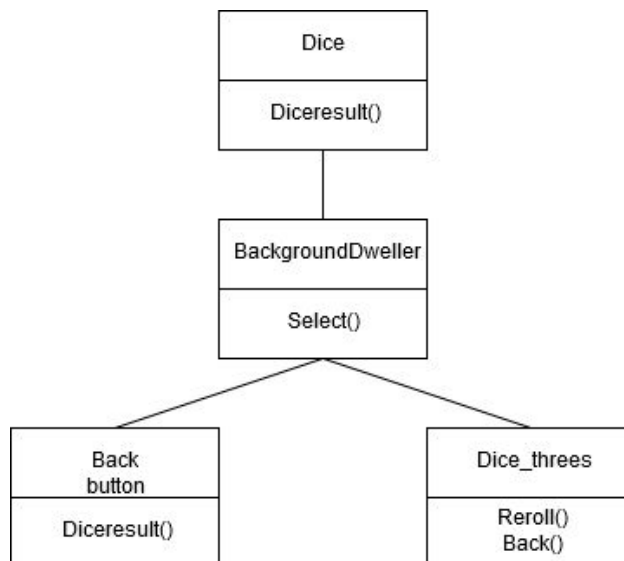 Dice
Diceresult()
BackgroundDweller
Select()
Back
button
Diceresult()
Dice_threes
Reroll()
Back()